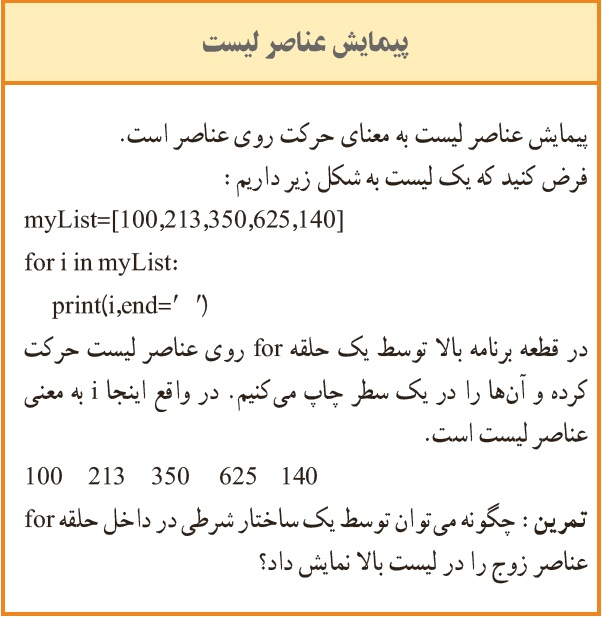 پیمایش عناصر لیست
پیمایش عناصر لیست به معنای حرکت روی عناصر است.
فرض کنید که یک لیست به شکل زیر داریم :
myList=[100,213,350,625,140]
for i in myList:
    print(i,end='  ')
در قطعه برنامه بالا توسط یک حلقه for روی عناصر لیست حرکت
کرده و آن‌ها را در یک سطر چاپ می‌کنیم. در واقع اینجا i به معنی
عناصر لیست است.
100 213 350 625 140
تمرین : چگونه می‌توان توسط یک ساختار شرطی در داخل حلقه for
عناصر زوج را در لیست بالا نمایش داد؟